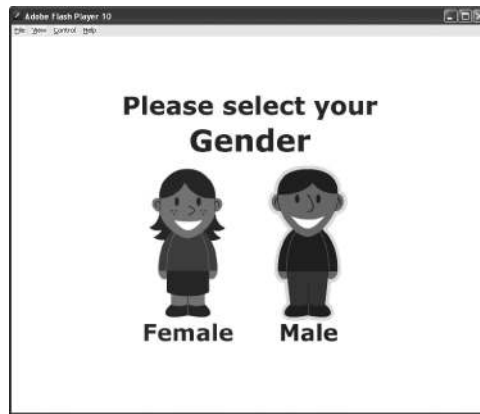 Adobe Flash Player 10
File View Control Help
Please select your
Gender
Female Male